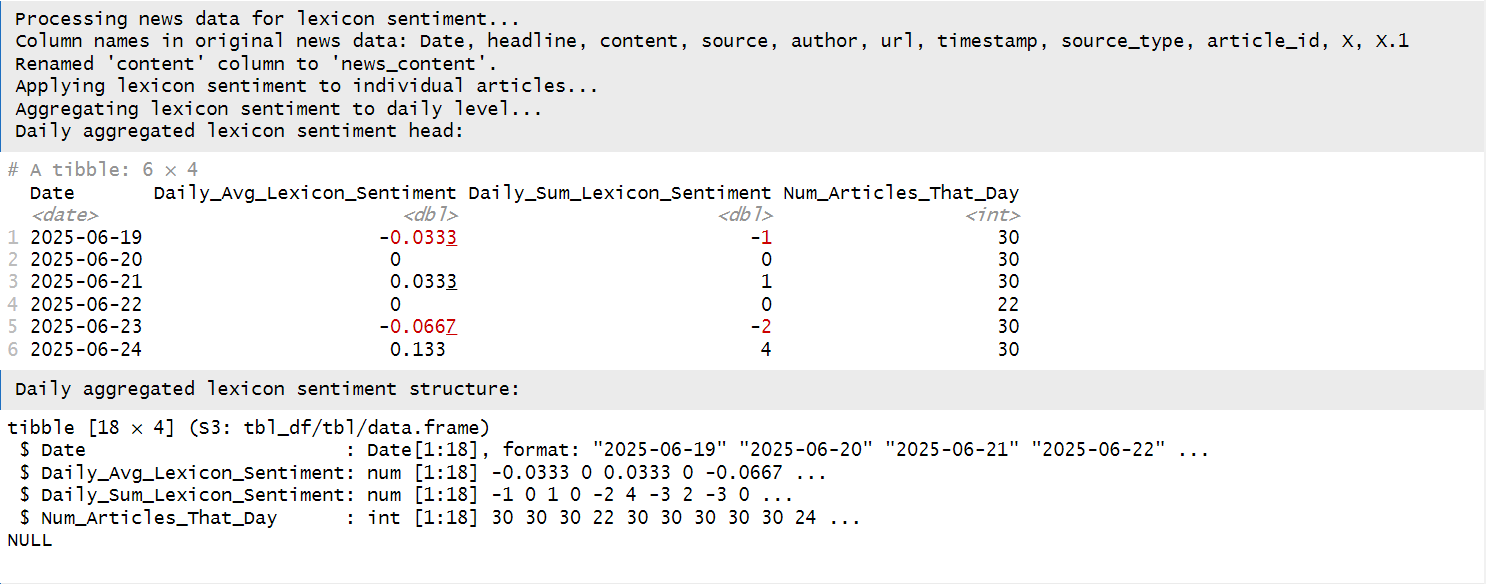 Processing news data for lexicon sentiment...
Column names in original news data: Date, headline, content, source, author, url, timestamp, source_type, article_id, X, X.1
Renamed 'content' column to 'news_content'.
Applying lexicon sentiment to individual articles...
Aggregating lexicon sentiment to daily level...
Daily aggregated lexicon sentiment head:
# A tibble: 6 × 4
Date Daily_Avg_Lexicon_Sentiment Daily_Sum_Lexicon_Sentiment Num_Articles_That_Day
<date> <dbl> <dbl> <int>
1 2025-06-19 -0.0333 -1 30
2 2025-06-20 0 0 30
3 2025-06-21 0.0333 1 30
4 2025-06-22 0 0 22
5 2025-06-23 -0.0667 -2 30
6 2025-06-24 0.133 4 30
Daily aggregated lexicon sentiment structure:
tibble [18 × 4] (S3: tbl_df/tbl/data.frame)
$ Date : Date[1:18], format: "2025-06-19" "2025-06-20" "2025-06-21" "2025-06-22" ...
$ Daily_Avg_Lexicon_Sentiment: num [1:18] -0.0333 0 0.0333 0 -0.0667 ...
$ Daily_Sum_Lexicon_Sentiment: num [1:18] -1 0 1 0 -2 4 -3 2 -3 0 ...
$ Num_Articles_That_Day : int [1:18] 30 30 30 22 30 30 30 30 30 24 ...
NULL